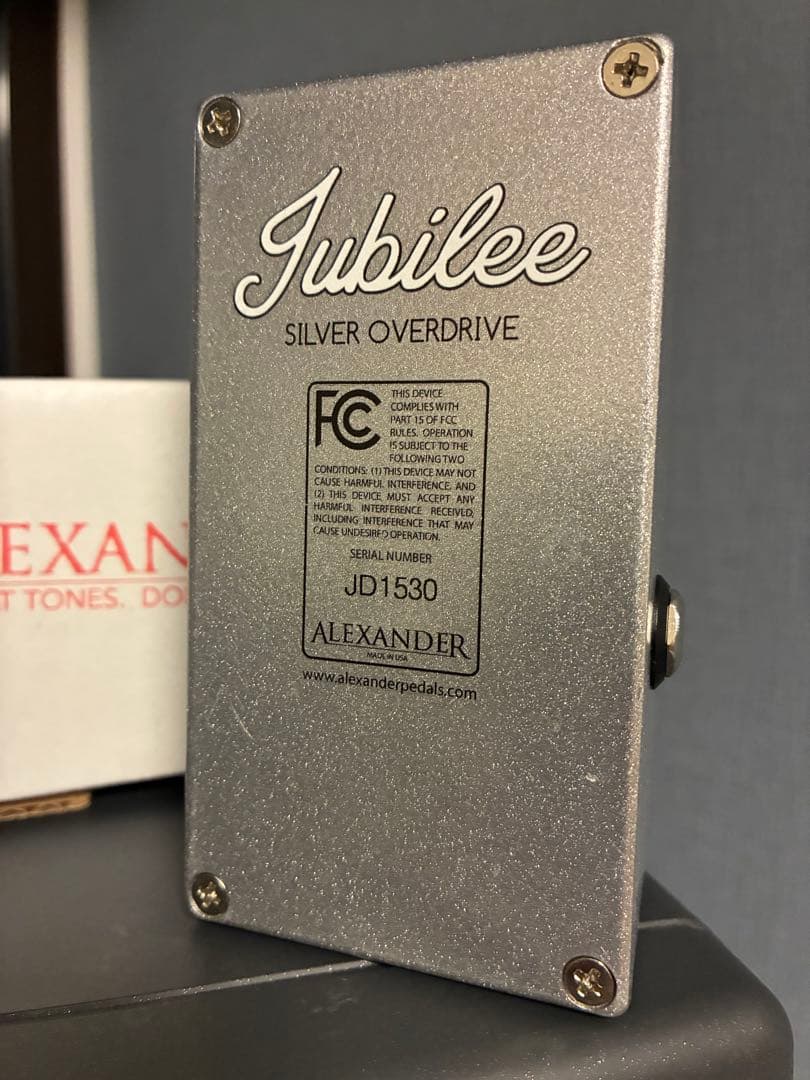 Jubilee
SILVER OVERDRIVE
FCC
THIS DEVICE
COMPLIES WITH
PART 15 OF FCC
RULES. OPERATION
IS SUBJECT TO THE
FOLLOWING TWO
CONDITIONS: (1) THIS DEVICE MAY NOT
CAUSE HARMFUL INTERFERENCE, AND
(2) THIS DEVICE MUST ACCEPT ANY
HARMFUL INTERFERENCE RECEIVED,
INCLUDING INTERFERENCE THAT MAY
CAUSE UNDESIRED OPERATION.
SERIAL NUMBER
JD1530
ALEXANDER
MADE IN USA
www.alexanderpedals.com
EXAN
T TONES. DO